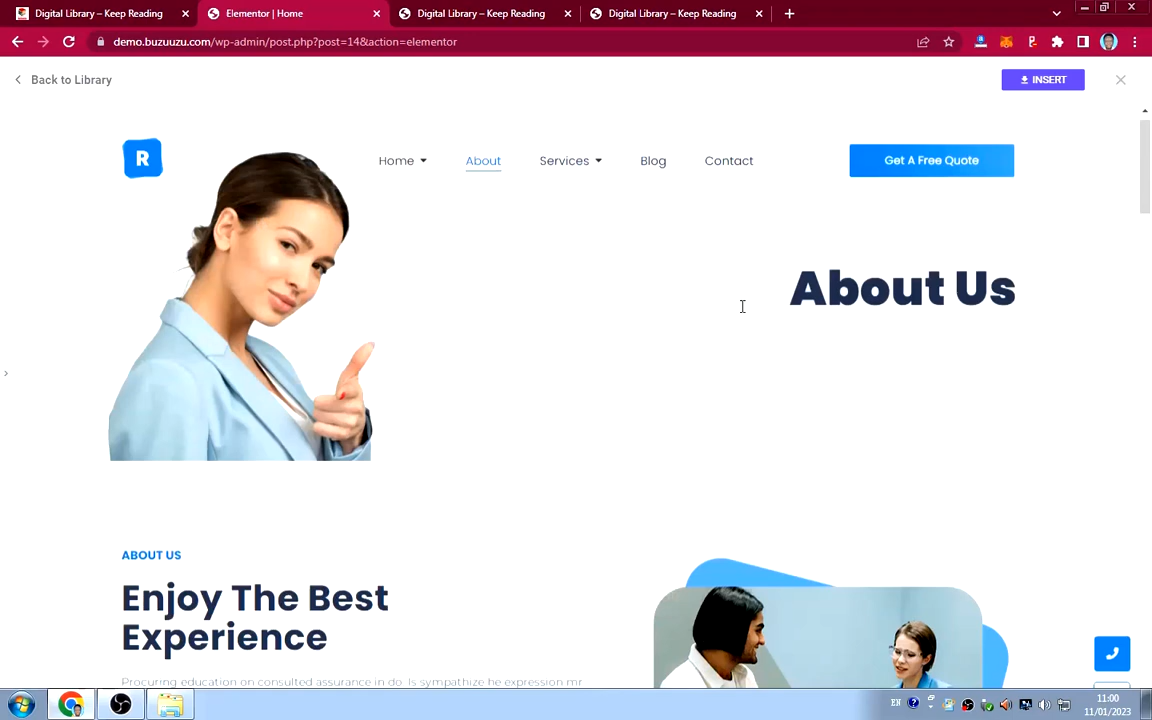 Digital Library – Keep Reading
Elementor | Home
Digital Library – Keep Reading
Digital Library – Keep Reading
demo.buzuuzu.com/wp-admin/post.php?post=14&action=elementor
Back to Library
INSERT
R
Home
About
Services
Blog
Contact
Get A Free Quote
About Us
ABOUT US
Enjoy The Best
Experience
Procuring education on consulted assurance in do. Is sympathize he expression mr
EN
11:00
11/01/2023